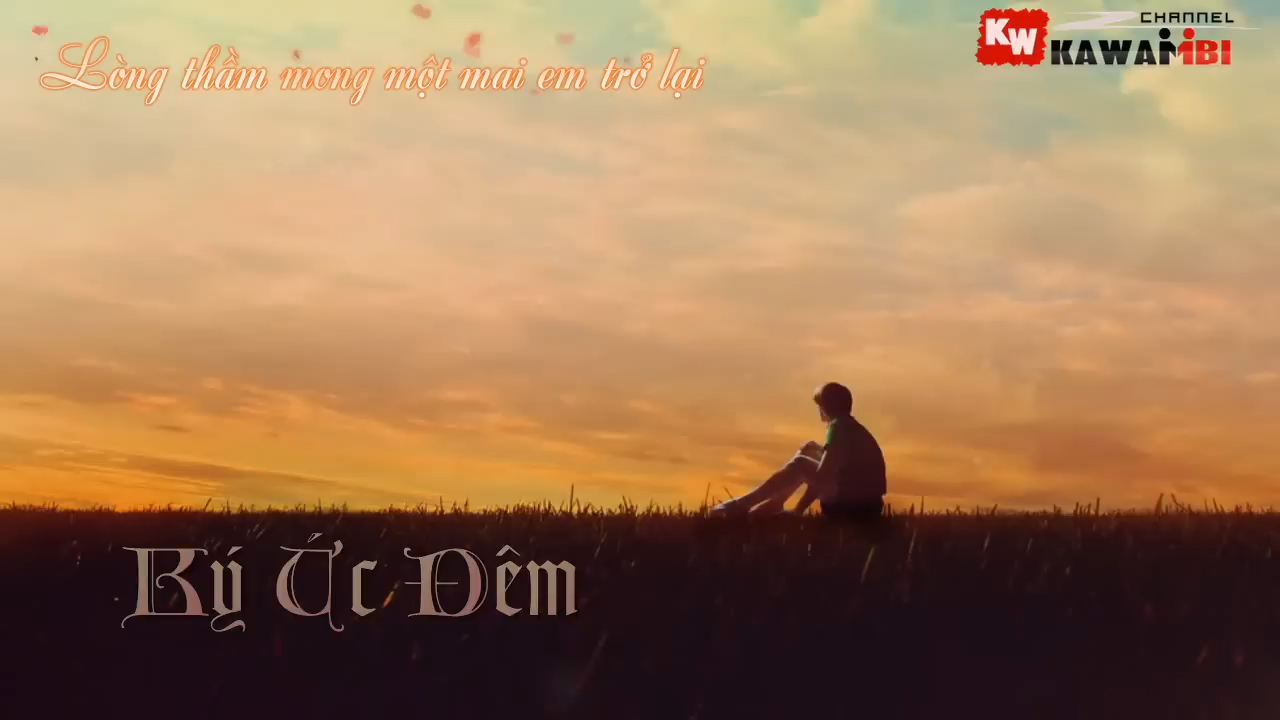 Lòng thầm mong một mai em trở lại
KW
CHANNEL
KAWAMBI
Ký Ức Đêm